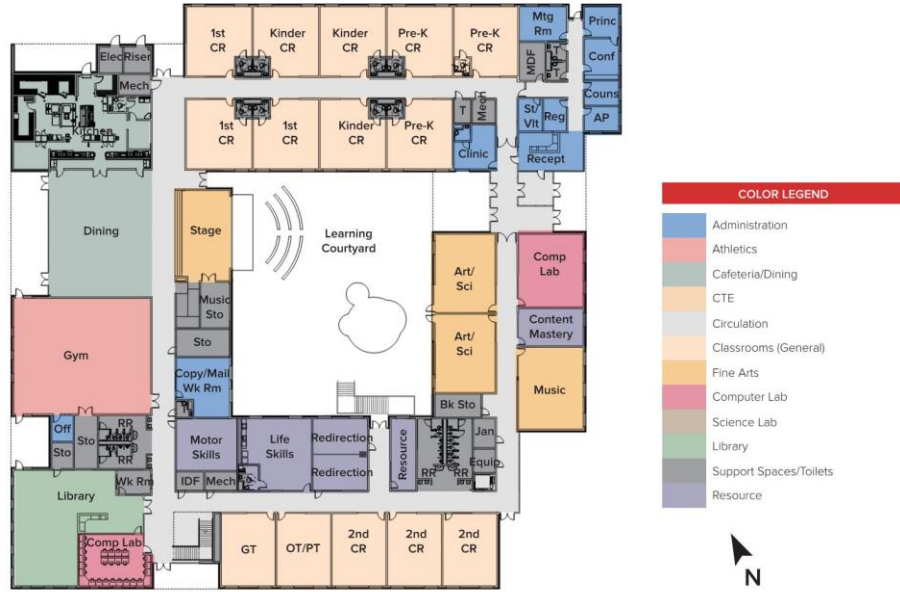 1st
CR
Kinder
CR
Kinder
CR
Pre-K
CR
Pre-K
CR
Mtg
Rm
Princ
Elec
Riser
MDF
T
T
Conf
Mech
Couns
Kitchen
1st
CR
1st
CR
Kinder
CR
Pre-K
CR
T
Mech
St/
Vlt
Reg
AP
Clinic
Recept
Dining
Stage
Learning
Courtyard
Art/
Sci
Comp
Lab
Music
Sto
Content
Mastery
Gym
Sto
Art/
Sci
Copy/Mail
Wk Rm
Music
Bk Sto
Off
Sto
RR
RR
Sto
Motor
Skills
Life
Skills
Redirection
Redirection
Resource
RR
RR
Jan
Equip
Wk Rm
IDF
Mech
Library
Comp Lab
GT
OT/PT
2nd
CR
2nd
CR
2nd
CR
COLOR LEGEND
Administration
Athletics
Cafeteria/Dining
CTE
Circulation
Classrooms (General)
Fine Arts
Computer Lab
Science Lab
Library
Support Spaces/Toilets
Resource
N